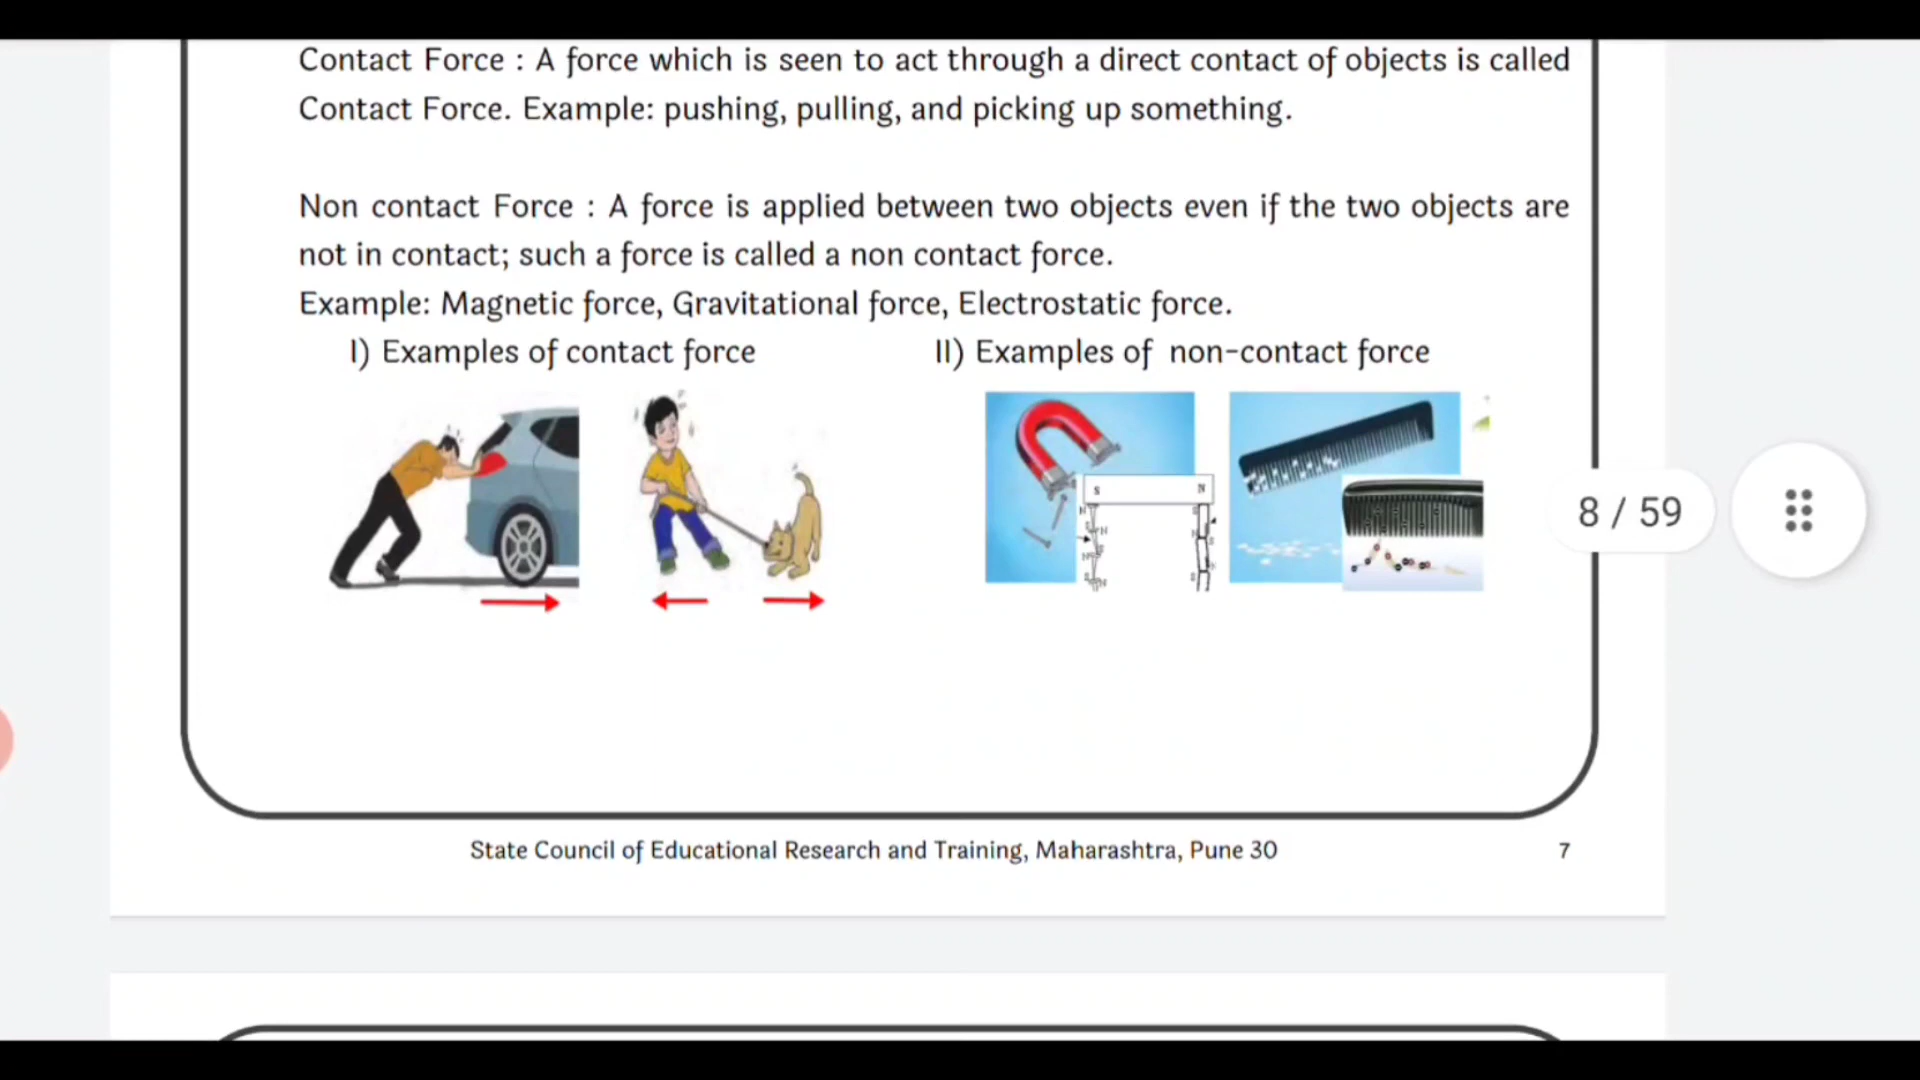 Contact Force : A force which is seen to act through a direct contact of objects is called
Contact Force. Example: pushing, pulling, and picking up something.
Non contact Force : A force is applied between two objects even if the two objects are
not in contact; such a force is called a non contact force.
Example: Magnetic force, Gravitational force, Electrostatic force.
I) Examples of contact force
II) Examples of non-contact force
S N
8 / 59
State Council of Educational Research and Training, Maharashtra, Pune 30
7